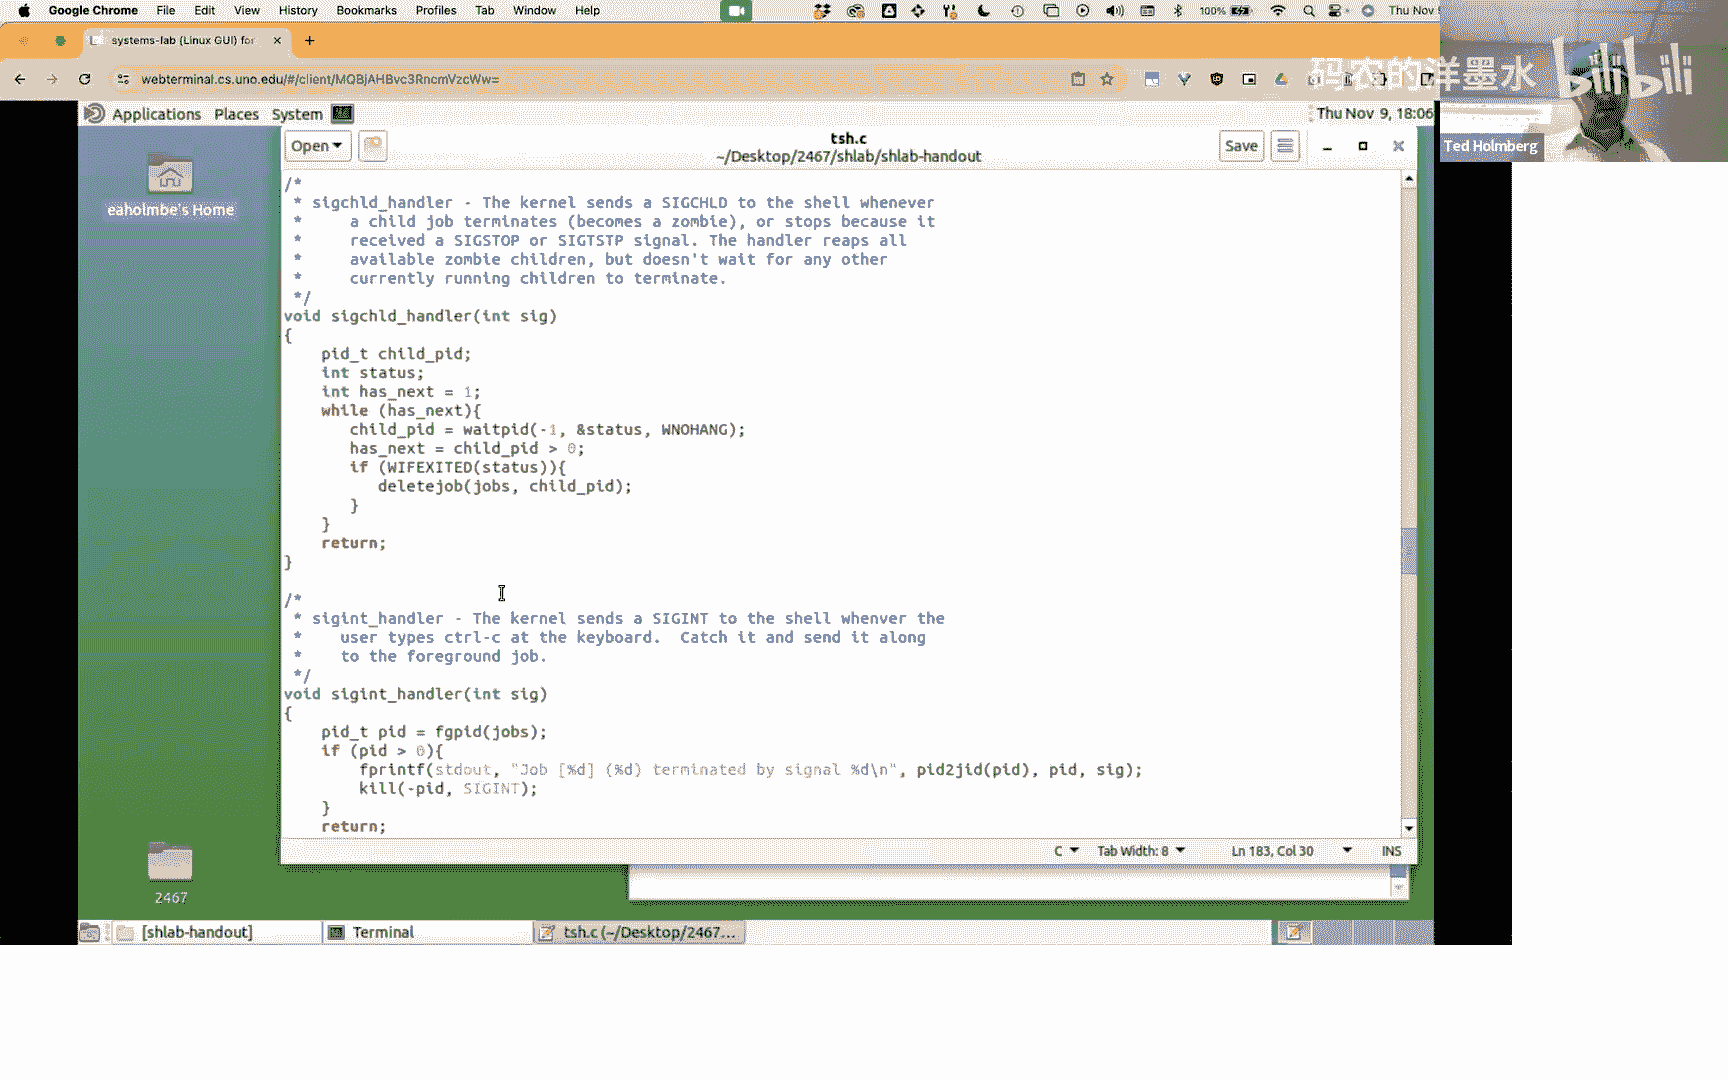 Google Chrome File Edit View History Bookmarks Profiles Tab Window Help 100% Thu Nov
systems-lab (Linux GUI) for
webterminal.cs.uno.edu/#/client/MQBjAHBvc3RncmVzcWw=
码农的洋墨水 bilibili
Applications Places System Thu Nov 9, 18:06
Ted Holmberg
Open tsh.c Save
~/Desktop/2467/shlab/shlab-handout
eaholmbe's Home
/*
 * sigchld_handler - The kernel sends a SIGCHLD to the shell whenever
 *     a child job terminates (becomes a zombie), or stops because it
 *     received a SIGSTOP or SIGTSTP signal. The handler reaps all
 *     available zombie children, but doesn't wait for any other
 *     currently running children to terminate.
 */
void sigchld_handler(int sig)
{
    pid_t child_pid;
    int status;
    int has_next = 1;
    while (has_next){
       child_pid = waitpid(-1, &status, WNOHANG);
       has_next = child_pid > 0;
       if (WIFEXITED(status)){
          deletejob(jobs, child_pid);
       }
    }
    return;
}
/*
 * sigint_handler - The kernel sends a SIGINT to the shell whenver the
 *    user types ctrl-c at the keyboard.  Catch it and send it along
 *    to the foreground job.
 */
void sigint_handler(int sig)
{
    pid_t pid = fgpid(jobs);
    if (pid > 0){
        fprintf(stdout, "Job [%d] (%d) terminated by signal %d\n", pid2jid(pid), pid, sig);
        kill(-pid, SIGINT);
    }
    return;
C Tab Width: 8 Ln 183, Col 30 INS
2467
[shlab-handout] Terminal tsh.c (~/Desktop/2467...